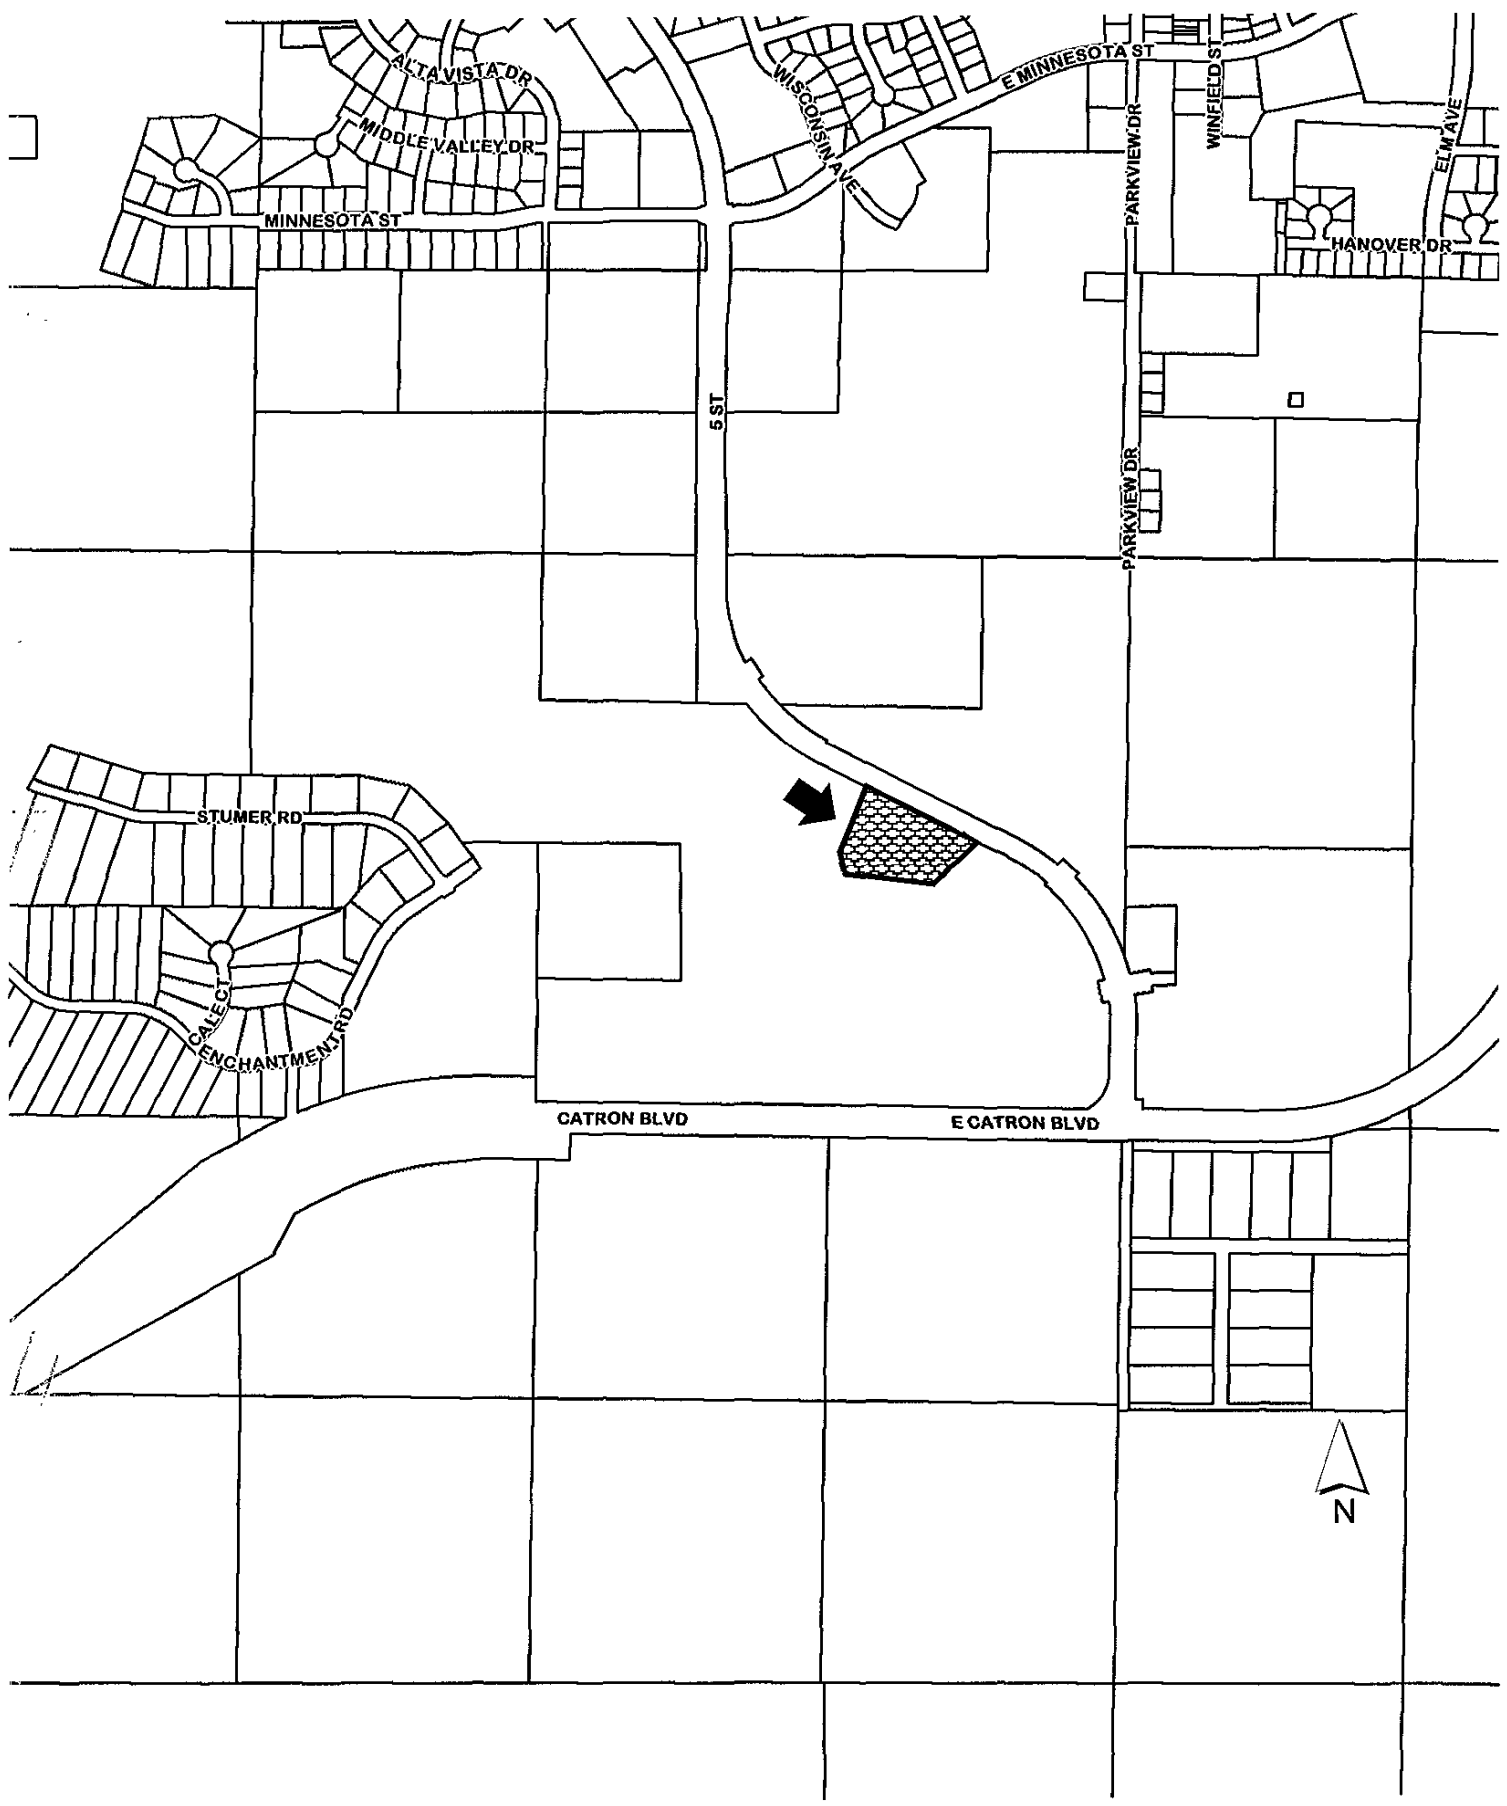 ALTA VISTA DR
WISCONSIN AVE
E MINNESOTA ST
WINFIELD ST
PARKVIEW DR
ELM AVE
MIDDLE VALLEY DR
MINNESOTA ST
HANOVER DR
5 ST
PARKVIEW DR
STUMER RD
CALE CT
ENCHANTMENT RD
CATRON BLVD
E CATRON BLVD
N